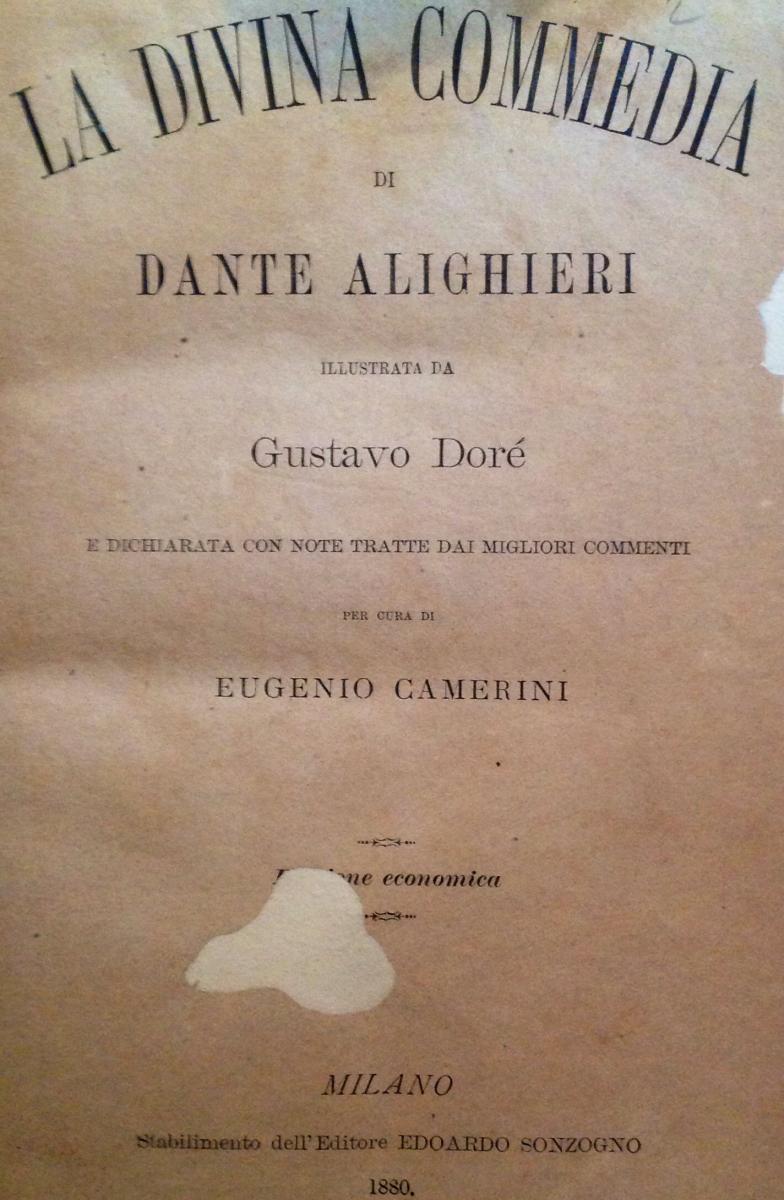 LA DIVINA COMMEDIA
DI
DANTE ALIGHIERI
ILLUSTRATA DA
Gustavo Doré
E DICHIARATA CON NOTE TRATTE DAI MIGLIORI COMMENTI
PER CURA DI
EUGENIO CAMERINI
economica
MILANO
Stabilimento dell'Editore EDOARDO SONZOGNO
1880.